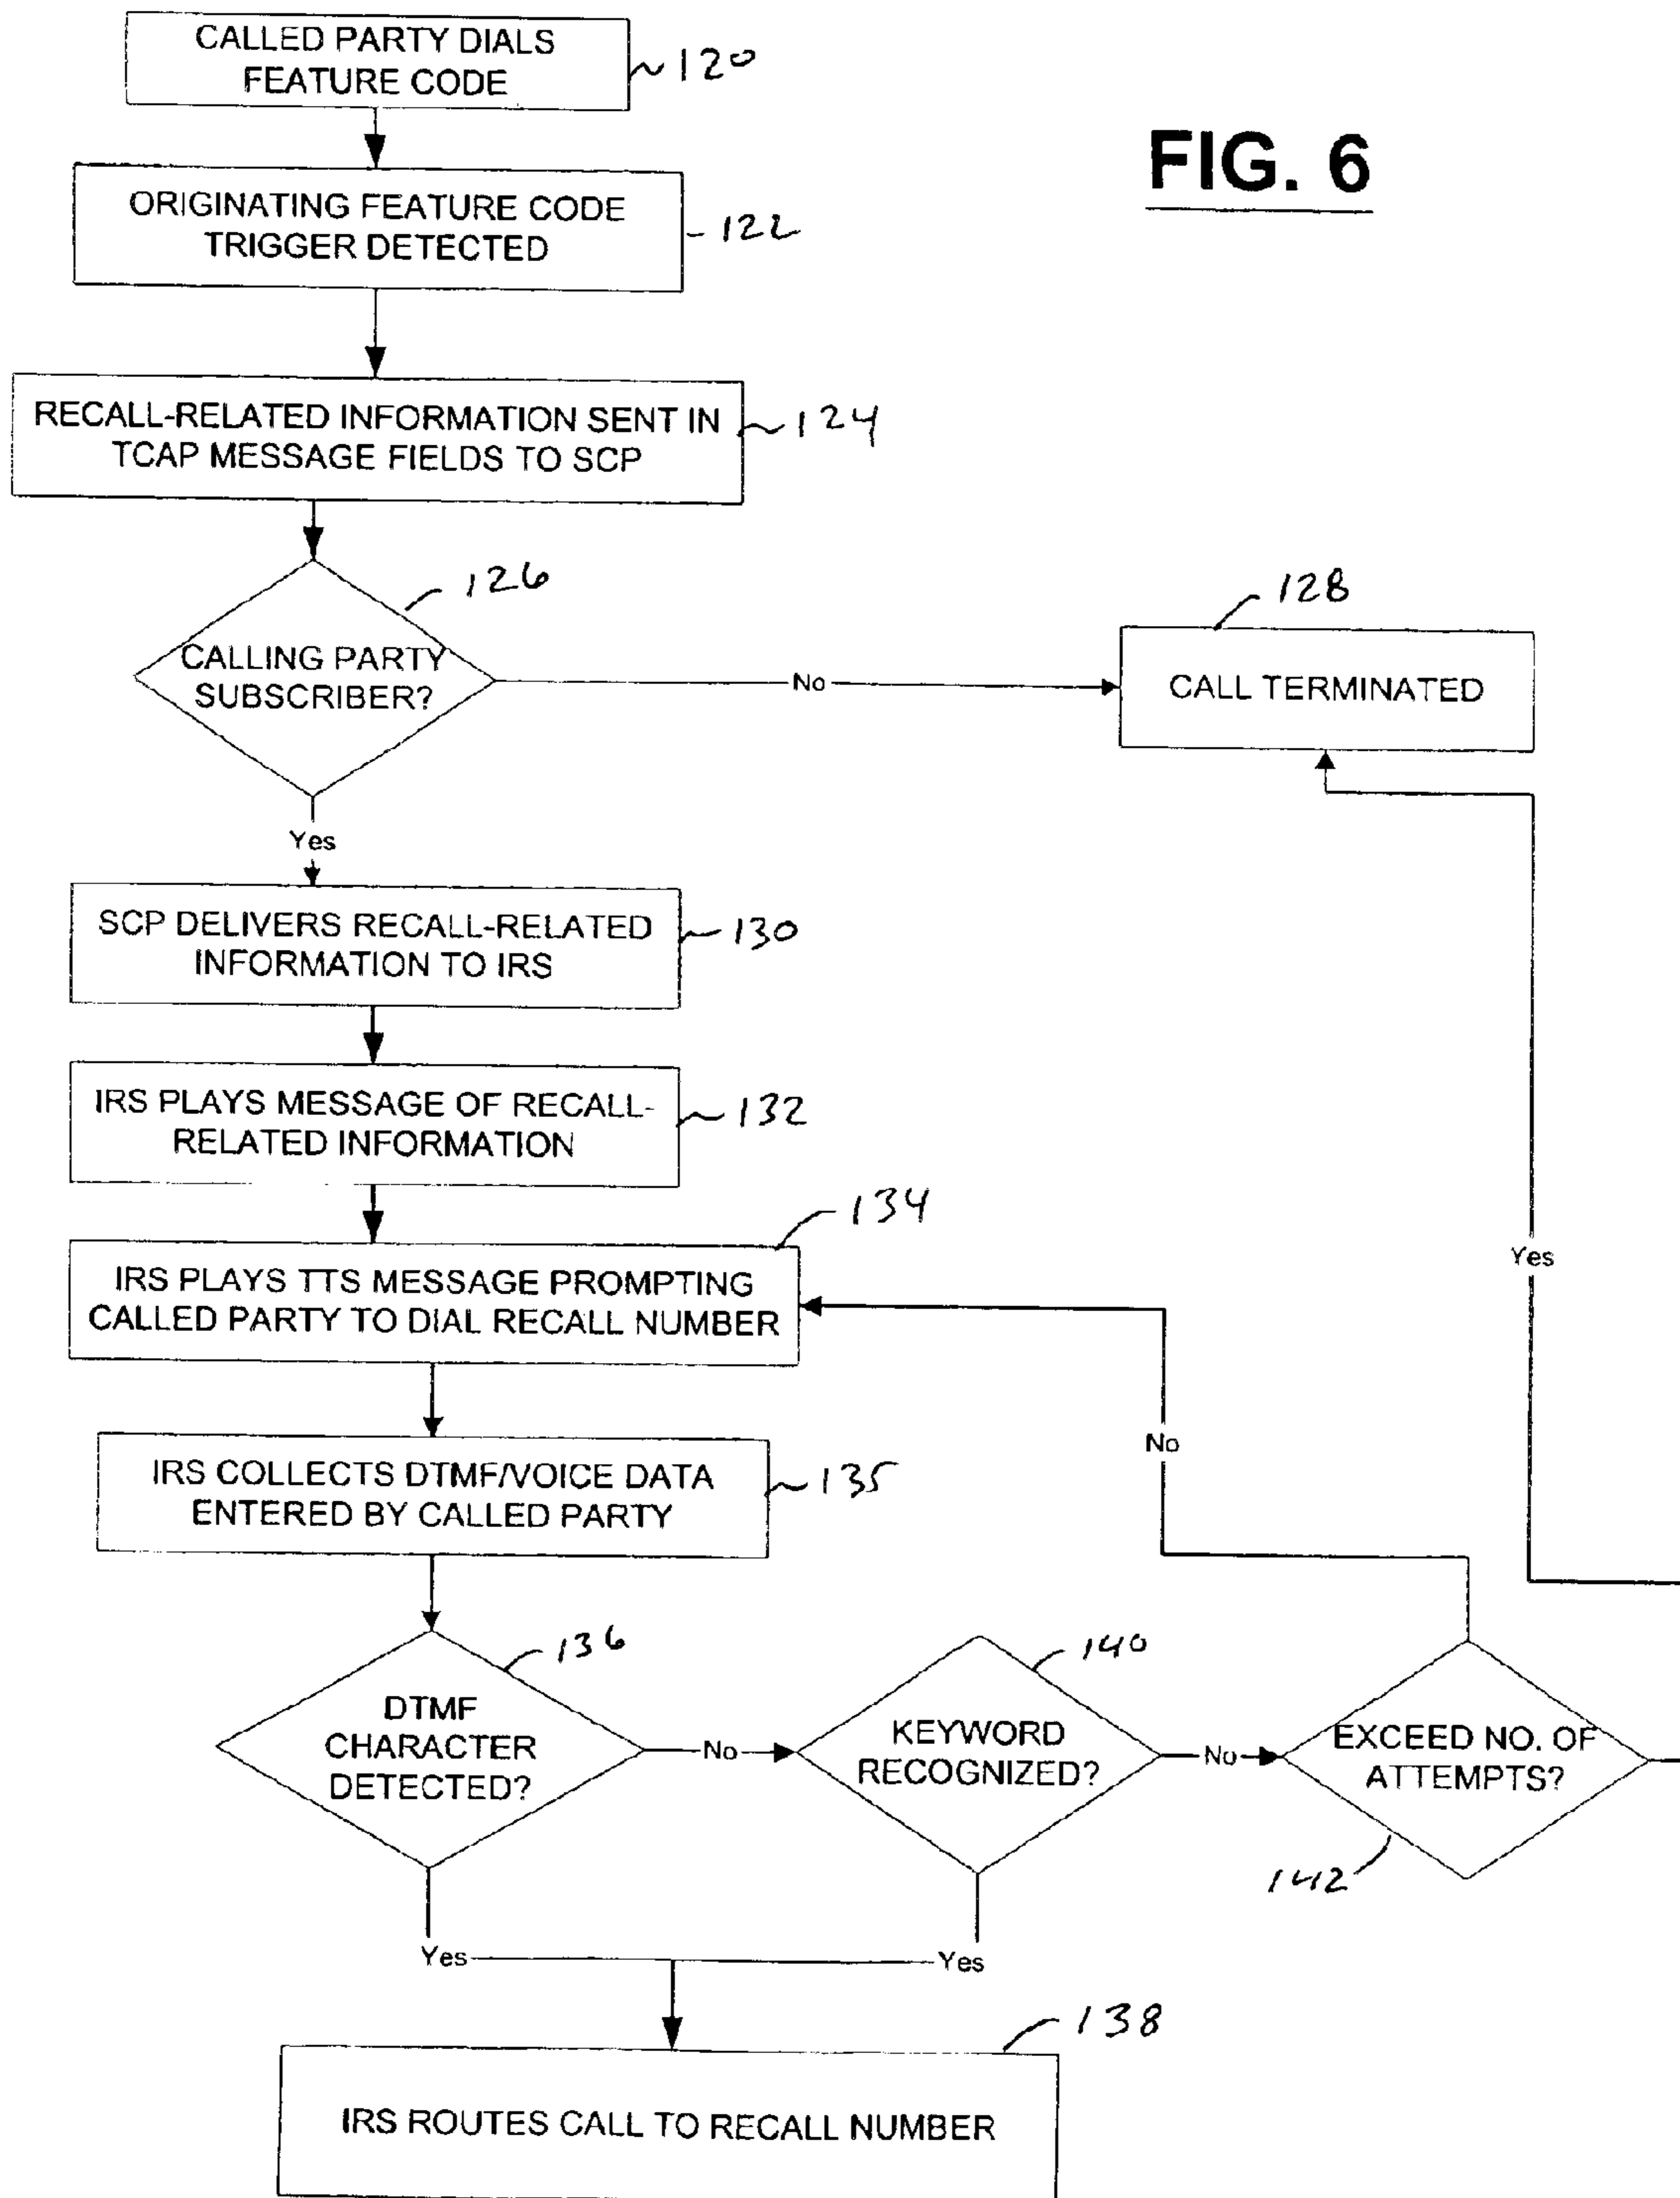 CALLED PARTY DIALS
FEATURE CODE
120
FIG. 6
ORIGINATING FEATURE CODE
TRIGGER DETECTED
122
RECALL-RELATED INFORMATION SENT IN
TCAP MESSAGE FIELDS TO SCP
124
126
CALLING PARTY
SUBSCRIBER?
No
128
CALL TERMINATED
Yes
SCP DELIVERS RECALL-RELATED
INFORMATION TO IRS
130
IRS PLAYS MESSAGE OF RECALL-
RELATED INFORMATION
132
134
IRS PLAYS TTS MESSAGE PROMPTING
CALLED PARTY TO DIAL RECALL NUMBER
Yes
No
IRS COLLECTS DTMF/VOICE DATA
ENTERED BY CALLED PARTY
135
136
DTMF
CHARACTER
DETECTED?
No
140
KEYWORD
RECOGNIZED?
No
EXCEED NO. OF
ATTEMPTS?
142
Yes
Yes
138
IRS ROUTES CALL TO RECALL NUMBER